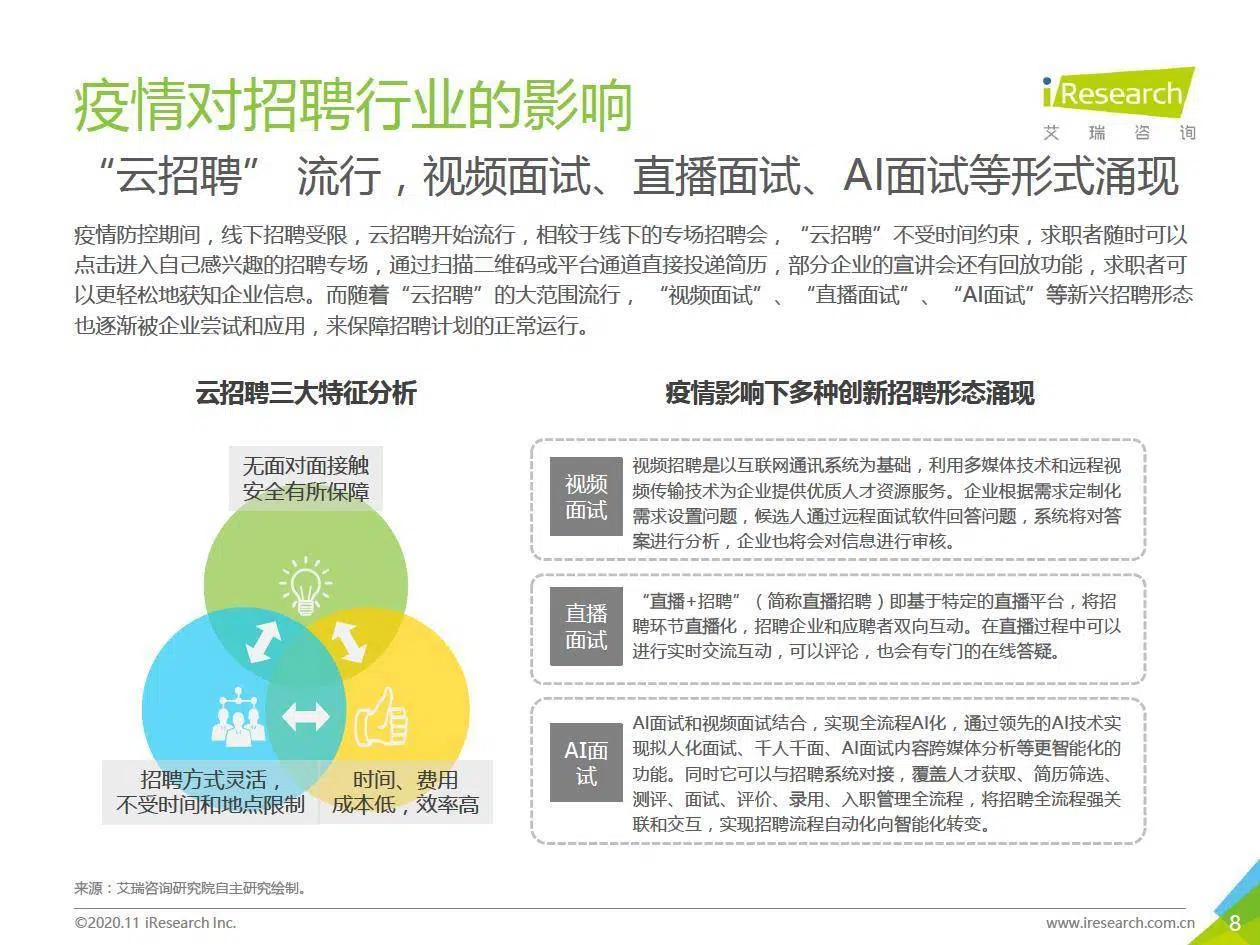 疫情对招聘行业的影响
iResearch
艾瑞咨询
“云招聘” 流行，视频面试、直播面试、AI面试等形式涌现
疫情防控期间，线下招聘受限，云招聘开始流行，相较于线下的专场招聘会，“云招聘”不受时间约束，求职者随时可以
点击进入自己感兴趣的招聘专场，通过扫描二维码或平台通道直接投递简历，部分企业的宣讲会还有回放功能，求职者可
以更轻松地获知企业信息。而随着“云招聘”的大范围流行，“视频面试”、“直播面试”、“AI面试”等新兴招聘形态
也逐渐被企业尝试和应用，来保障招聘计划的正常运行。
云招聘三大特征分析
无面对面接触
安全有所保障
招聘方式灵活，
不受时间和地点限制
时间、费用
成本低，效率高
疫情影响下多种创新招聘形态涌现
视频
面试
视频招聘是以互联网通讯系统为基础，利用多媒体技术和远程视
频传输技术为企业提供优质人才资源服务。企业根据需求定制化
需求设置问题，候选人通过远程面试软件回答问题，系统将对答
案进行分析，企业也将会对信息进行审核。
直播
面试
“直播+招聘”（简称直播招聘）即基于特定的直播平台，将招
聘环节直播化，招聘企业和应聘者双向互动。在直播过程中可以
进行实时交流互动，可以评论，也会有专门的在线答疑。
AI面
试
AI面试和视频面试结合，实现全流程AI化，通过领先的AI技术实
现拟人化面试、千人千面、AI面试内容跨媒体分析等更智能化的
功能。同时它可以与招聘系统对接，覆盖人才获取、简历筛选、
测评、面试、评价、录用、入职管理全流程，将招聘全流程强关
联和交互，实现招聘流程自动化向智能化转变。
来源：艾瑞咨询研究院自主研究绘制。
©2020.11 iResearch Inc.
www.iresearch.com.cn
8